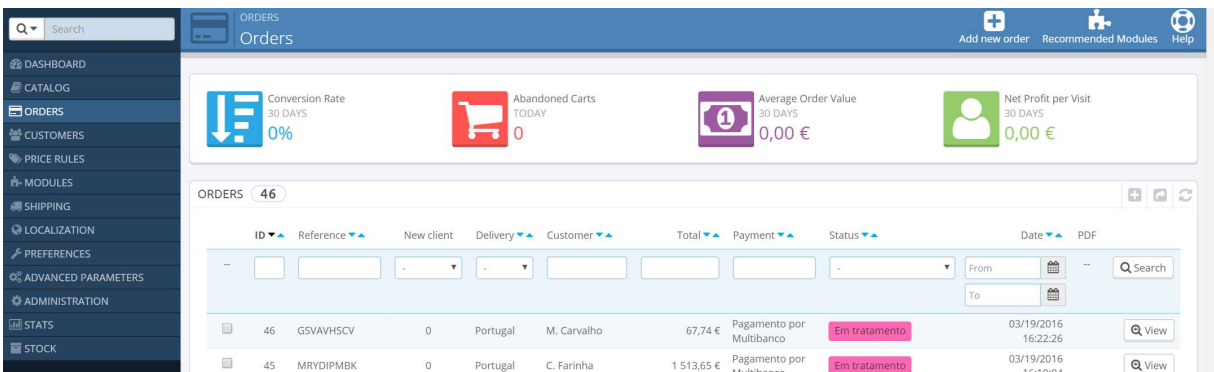 Search
ORDERS
Orders
Add new order
Recommended Modules
Help
DASHBOARD
CATALOG
ORDERS
CUSTOMERS
PRICE RULES
MODULES
SHIPPING
LOCALIZATION
PREFERENCES
ADVANCED PARAMETERS
ADMINISTRATION
STATS
STOCK
Conversion Rate
30 DAYS
0%
Abandoned Carts
TODAY
0
1
Average Order Value
30 DAYS
0,00 €
Net Profit per Visit
30 DAYS
0,00 €
ORDERS 46
ID Reference New client Delivery Customer Total Payment Status Date PDF
-- - - - From -- Search
To
46 GSVAVHSCV 0 Portugal M. Carvalho 67,74 € Pagamento por Multibanco Em tratamento 03/19/2016 16:22:26 View
45 MRYDIPMBK 0 Portugal C. Farinha 1 513,65 € Pagamento por Em tratamento 03/19/2016 View